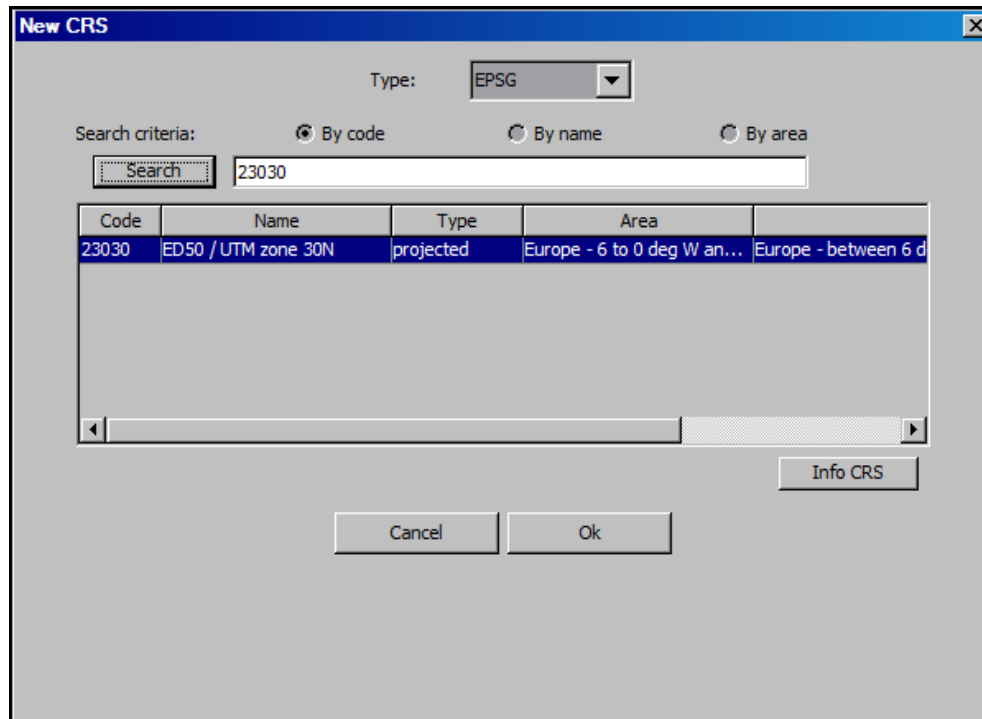 New CRS
Type: EPSG
Search criteria: By code By name By area
Search 23030
Code Name Type Area
23030 ED50 / UTM zone 30N projected Europe - 6 to 0 deg W an... Europe - between 6 d
Info CRS
Cancel Ok